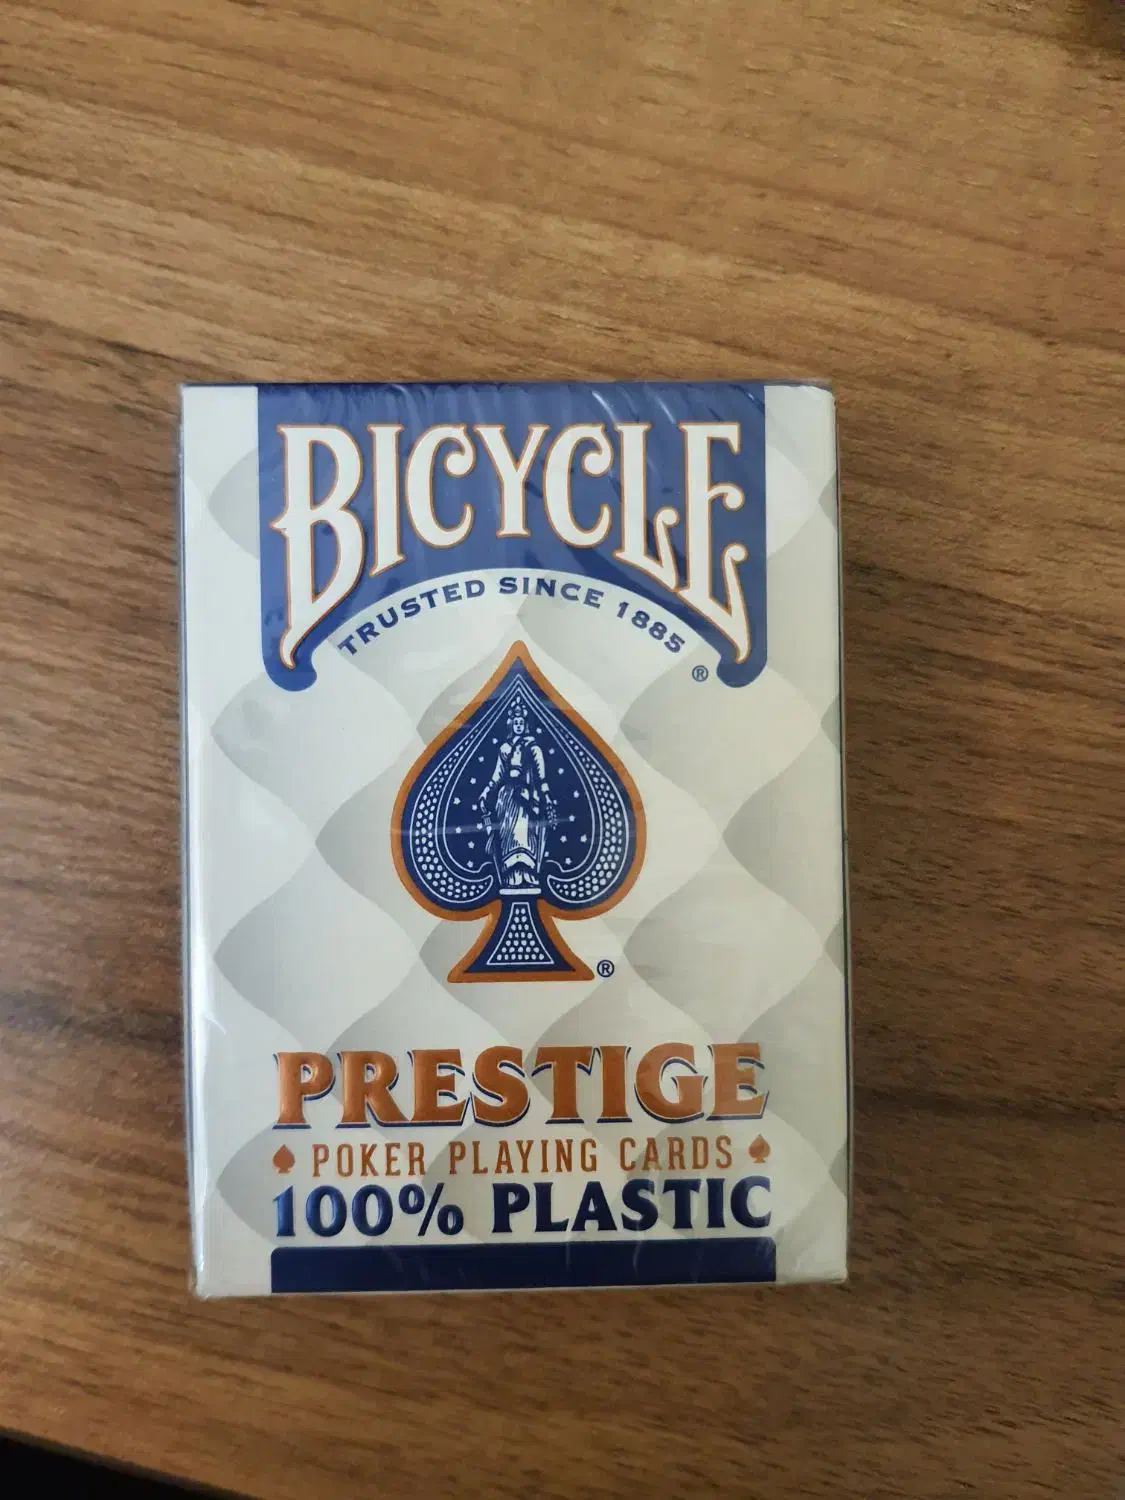 BICYCLE
TRUSTED SINCE 1885
®
®
PRESTIGE
POKER PLAYING CARDS
100% PLASTIC